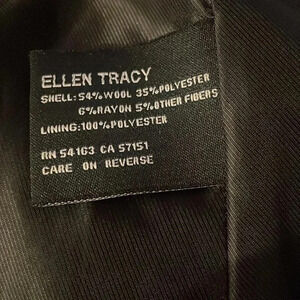 ELLEN TRACY
SHELL: 54% WOOL 35% POLYESTER
6% RAYON 5% OTHER FIBERS
LINING: 100% POLYESTER
RN 54163 CA 57151
CARE ON REVERSE